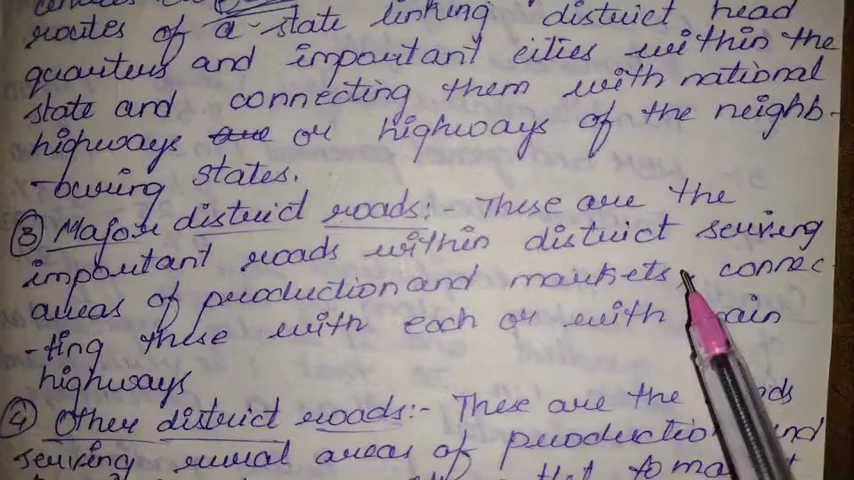 routes of a state linking district head
quarters and important cities within the
state and connecting them with national
highways or highways of the neighb-
-ouring states.
③ Major district roads:- These are the
important roads within district serving
areas of production and markets, connec-
-ting these with each or with main
highways
④ Other district roads:- These are the
serving rural areas of production and